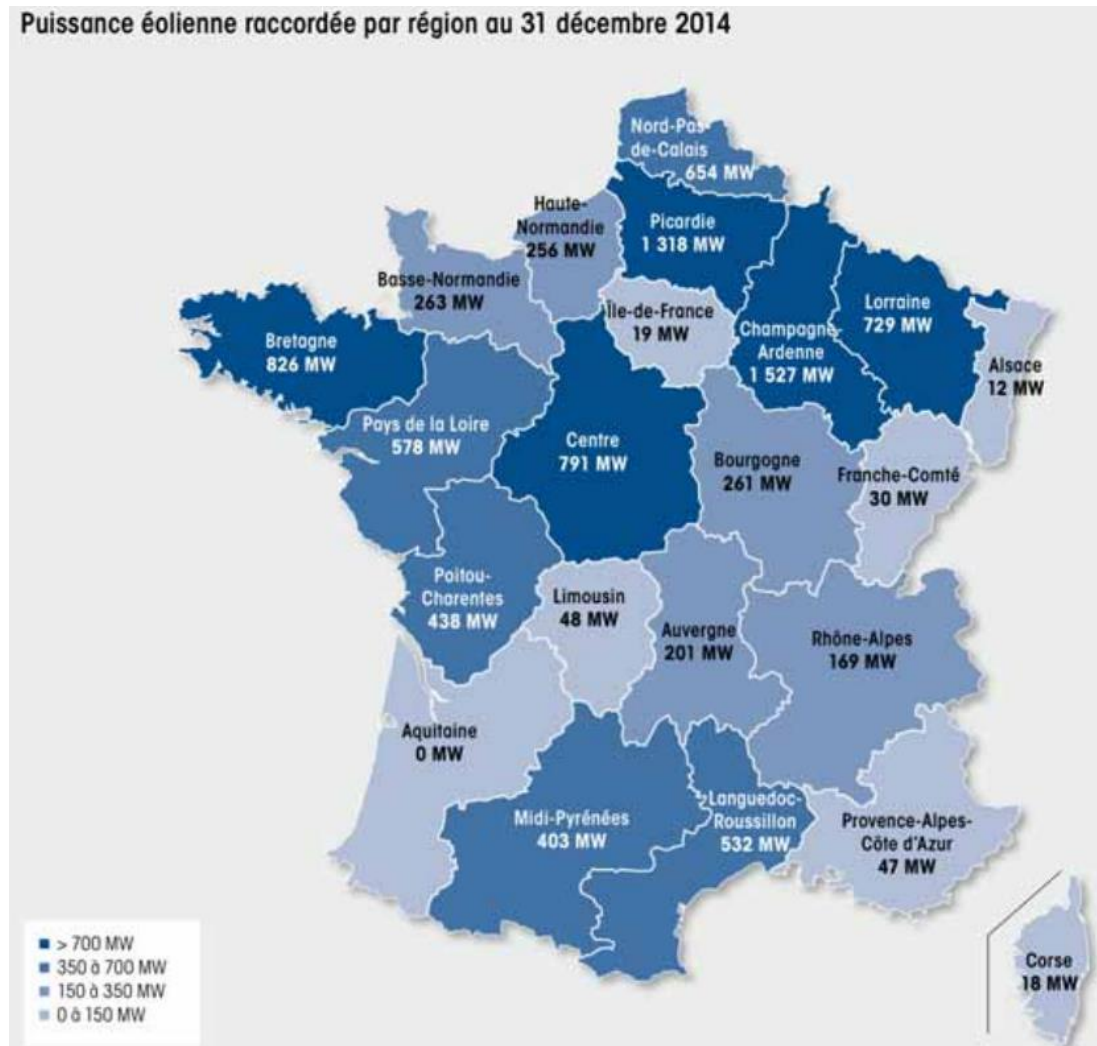 Puissance éolienne raccordée par région au 31 décembre 2014
Nord-Pas-
de-Calais
654 MW
Haute-
Normandie
256 MW
Picardie
1 318 MW
Basse-Normandie
263 MW
Île-de-France
19 MW
Champagne-
Ardenne
1 527 MW
Lorraine
729 MW
Alsace
12 MW
Bretagne
826 MW
Pays de la Loire
578 MW
Centre
791 MW
Bourgogne
261 MW
Franche-Comté
30 MW
Poitou-
Charentes
438 MW
Limousin
48 MW
Auvergne
201 MW
Rhône-Alpes
169 MW
Aquitaine
0 MW
Midi-Pyrénées
403 MW
Languedoc-
Roussillon
532 MW
Provence-Alpes-
Côte d'Azur
47 MW
Corse
18 MW
> 700 MW
350 à 700 MW
150 à 350 MW
0 à 150 MW